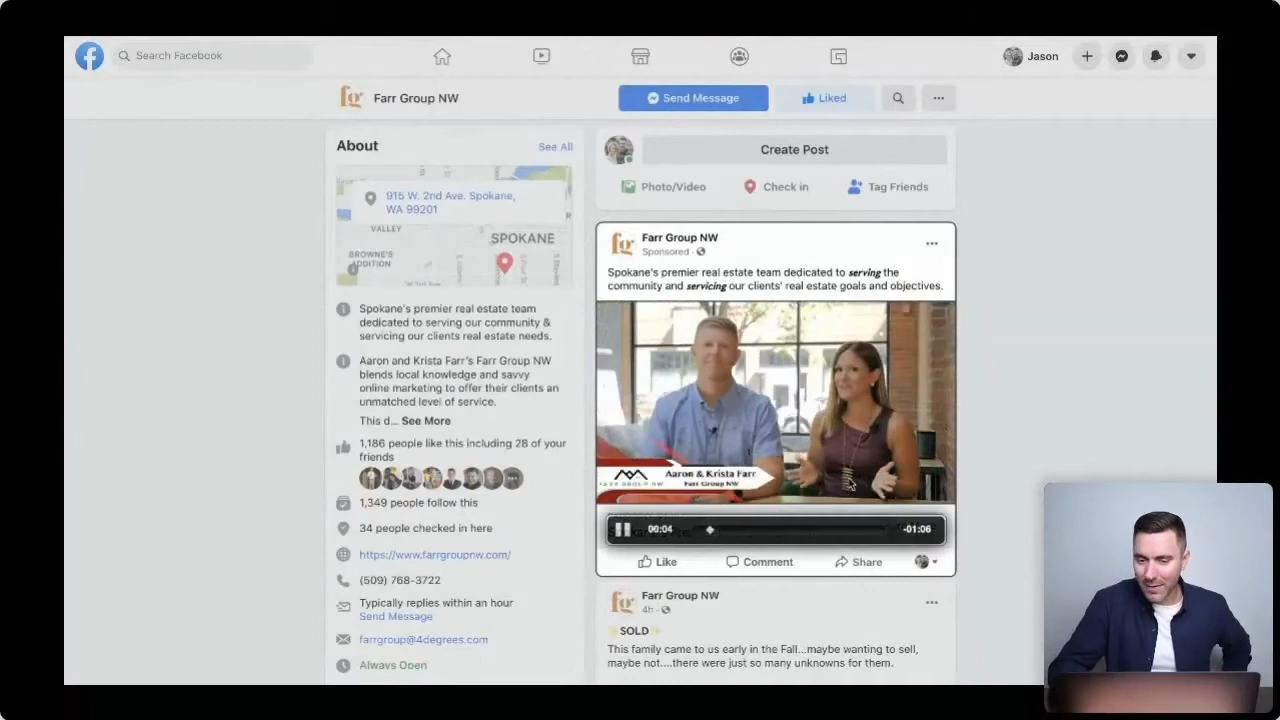 Search Facebook
Jason
fg Farr Group NW
Send Message
Liked
About
See All
915 W. 2nd Ave. Spokane,
WA 99201
VALLEY
SPOKANE
BROWNE'S
ADDITION
Spokane's premier real estate team
dedicated to serving our community &
servicing our clients real estate needs.
Aaron and Krista Farr's Farr Group NW
blends local knowledge and savvy
online marketing to offer their clients an
unmatched level of service.
This d... See More
1,186 people like this including 28 of your
friends
1,349 people follow this
34 people checked in here
https://www.farrgroupnw.com/
(509) 768-3722
Typically replies within an hour
Send Message
farrgroup@4degrees.com
Always Open
Create Post
Photo/Video
Check in
Tag Friends
fg Farr Group NW
Sponsored
Spokane's premier real estate team dedicated to serving the
community and servicing our clients' real estate goals and objectives.
Aaron & Krista Farr
FARR GROUP NW
Farr Group NW
00:04
-01:06
Like
Comment
Share
fg Farr Group NW
4h
SOLD
This family came to us early in the Fall...maybe wanting to sell,
maybe not....there were just so many unknowns for them.